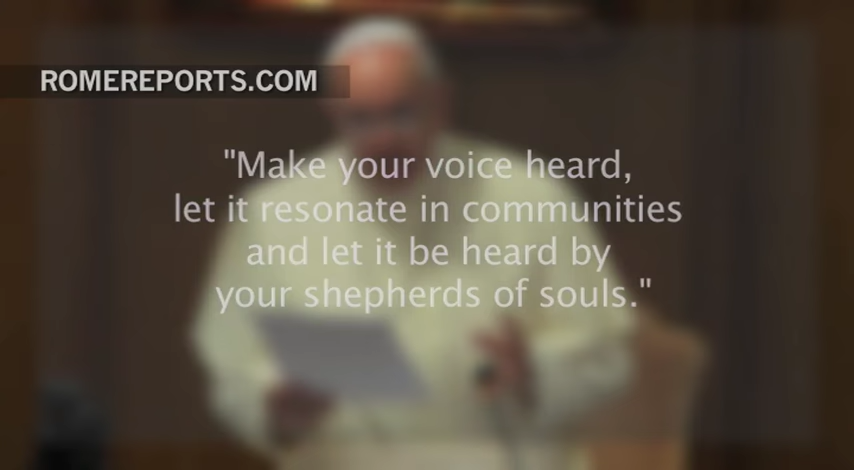 ROMEREPORTS.COM
"Make your voice heard,
let it resonate in communities
and let it be heard by
your shepherds of souls."